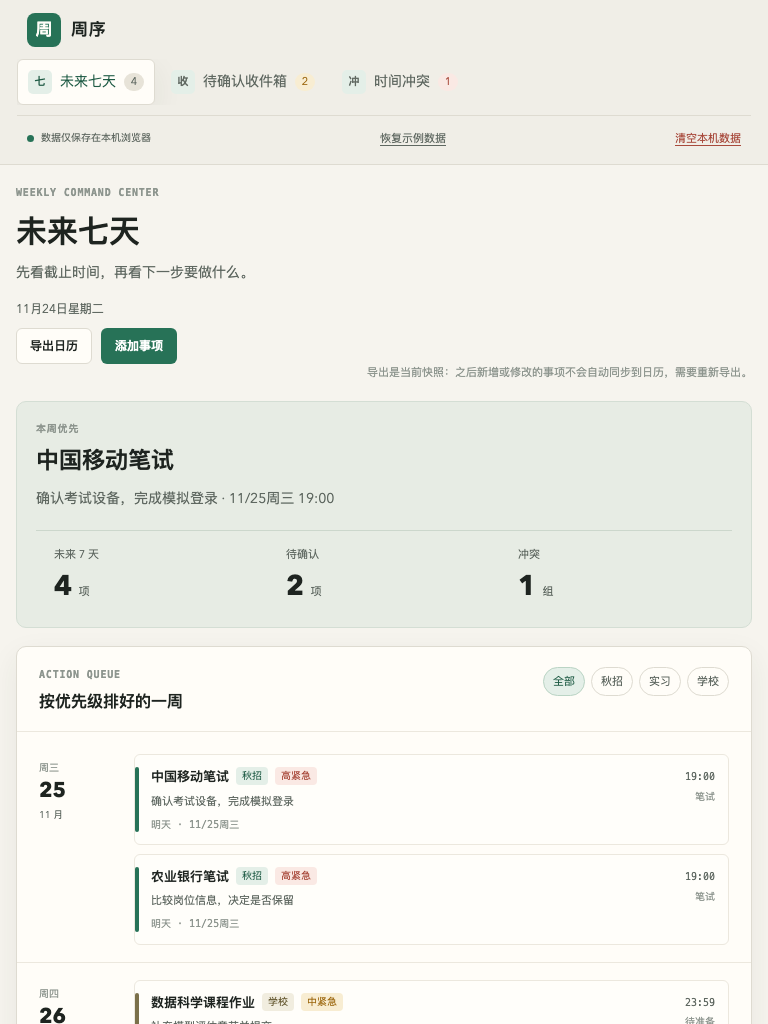 周 周序
七 未来七天 4 收 待确认收件箱 2 冲 时间冲突 1
数据仅保存在本机浏览器 恢复示例数据 清空本机数据
WEEKLY COMMAND CENTER
未来七天
先看截止时间，再看下一步要做什么。
11月24日星期二
导出日历 添加事项
导出是当前快照：之后新增或修改的事项不会自动同步到日历，需要重新导出。
本周优先
中国移动笔试
确认考试设备，完成模拟登录 · 11/25周三 19:00
未来 7 天 待确认 冲突
4 项 2 项 1 组
ACTION QUEUE
按优先级排好的一周
全部 秋招 实习 学校
周三
25
11 月
中国移动笔试 秋招 高紧急 19:00
确认考试设备，完成模拟登录 笔试
明天 · 11/25周三
农业银行笔试 秋招 高紧急 19:00
比较岗位信息，决定是否保留 笔试
明天 · 11/25周三
周四
26
数据科学课程作业 学校 中紧急 23:59
待准备